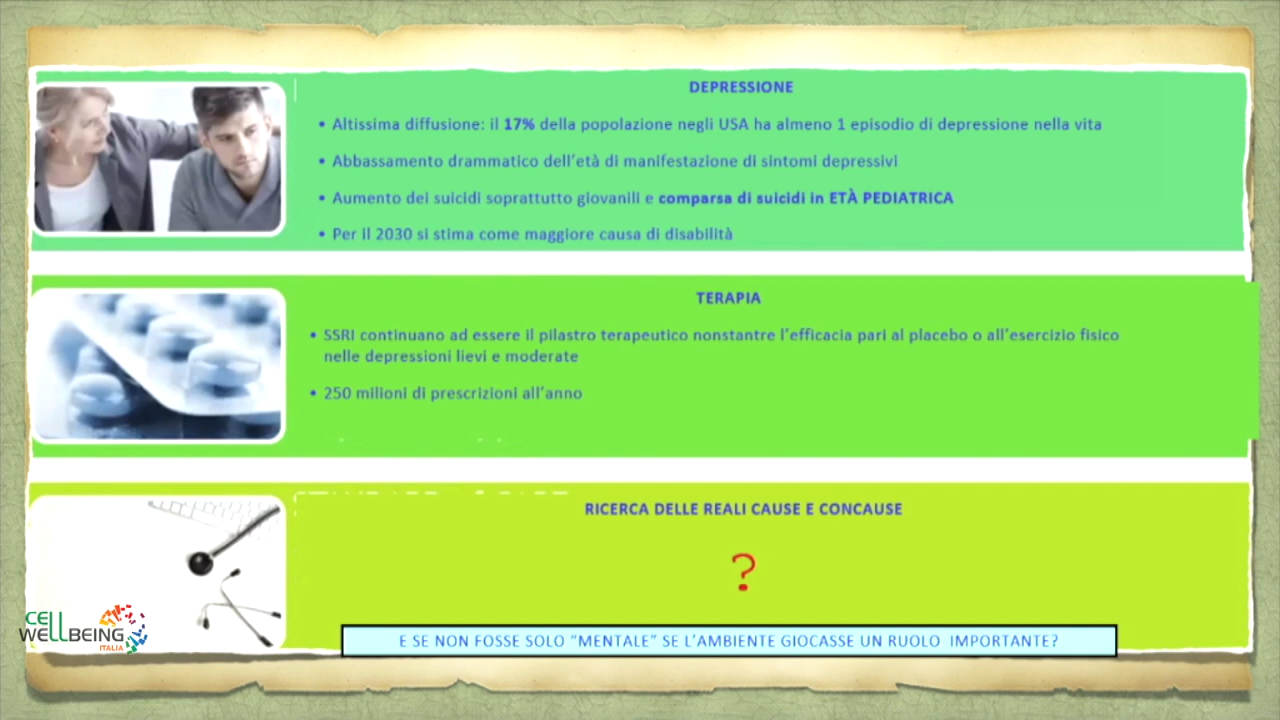 DEPRESSIONE
• Altissima diffusione: il 17% della popolazione negli USA ha almeno 1 episodio di depressione nella vita
• Abbassamento drammatico dell'età di manifestazione di sintomi depressivi
• Aumento dei suicidi soprattutto giovanili e comparsa di suicidi in ETÀ PEDIATRICA
• Per il 2030 si stima come maggiore causa di disabilità
TERAPIA
• SSRI continuano ad essere il pilastro terapeutico nonstantre l'efficacia pari al placebo o all'esercizio fisico
nelle depressioni lievi e moderate
• 250 milioni di prescrizioni all'anno
RICERCA DELLE REALI CAUSE E CONCAUSE
?
CELL
WELLBEING
ITALIA
E SE NON FOSSE SOLO "MENTALE" SE L'AMBIENTE GIOCASSE UN RUOLO IMPORTANTE?